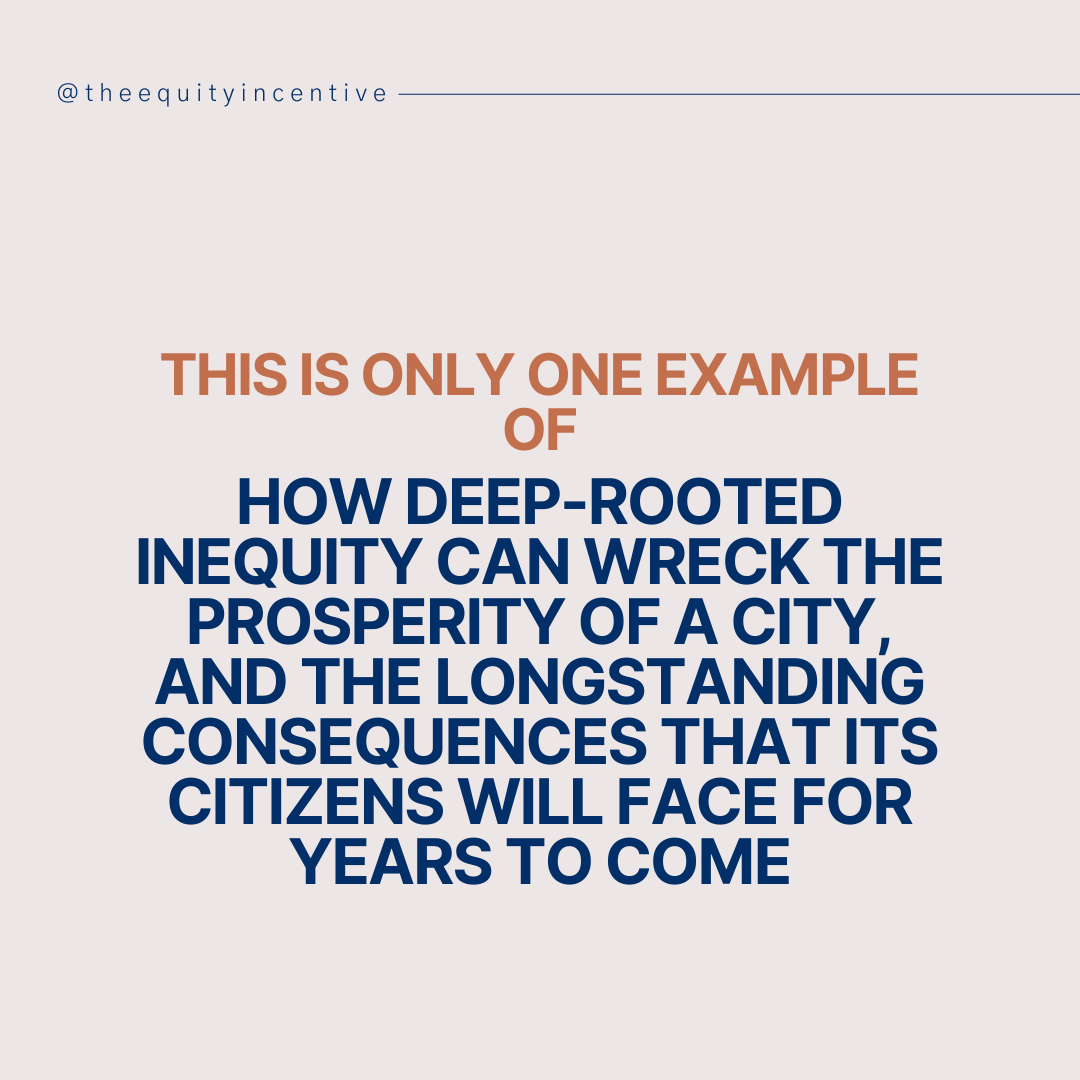 @theequityincentive
THIS IS ONLY ONE EXAMPLE
OF
HOW DEEP-ROOTED
INEQUITY CAN WRECK THE
PROSPERITY OF A CITY,
AND THE LONGSTANDING
CONSEQUENCES THAT ITS
CITIZENS WILL FACE FOR
YEARS TO COME